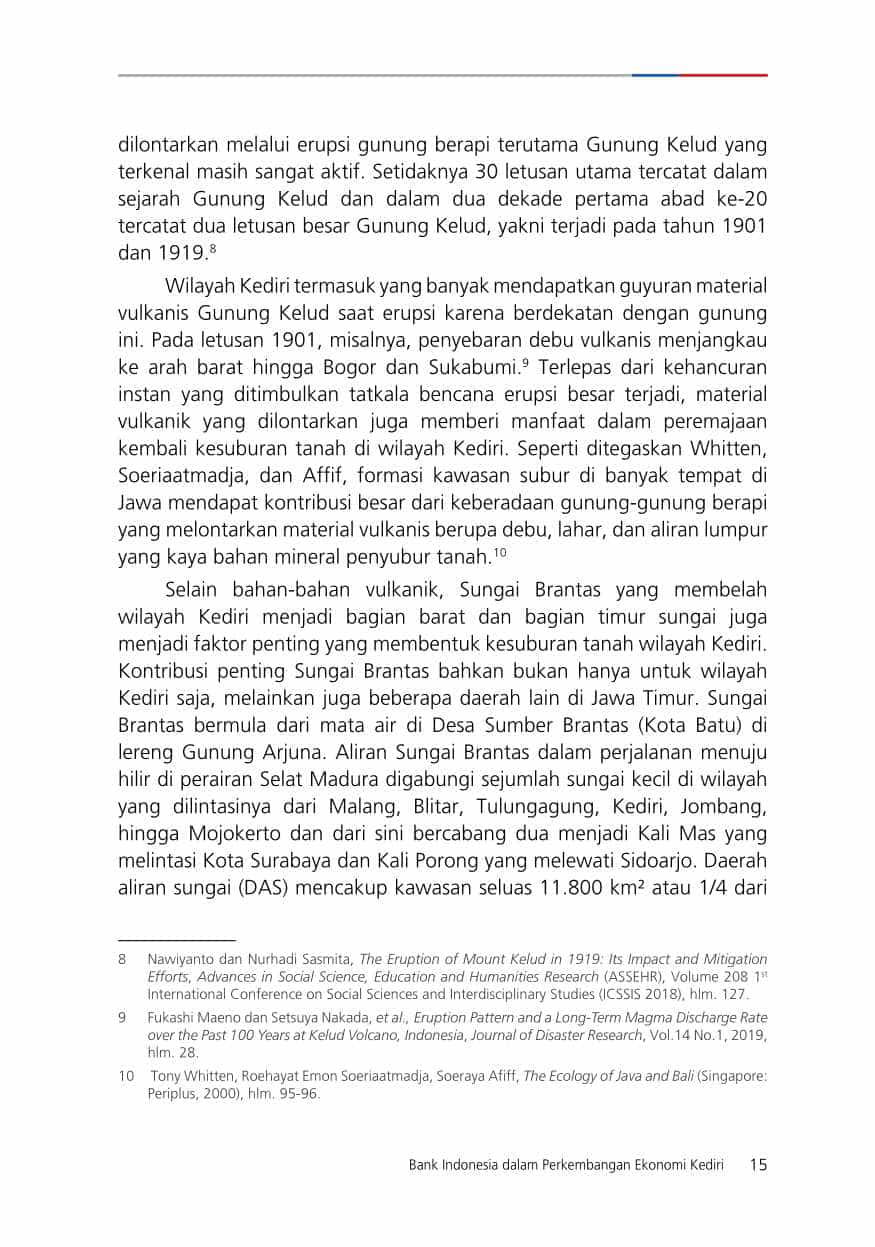 dilontarkan melalui erupsi gunung berapi terutama Gunung Kelud yang
terkenal masih sangat aktif. Setidaknya 30 letusan utama tercatat dalam
sejarah Gunung Kelud dan dalam dua dekade pertama abad ke-20
tercatat dua letusan besar Gunung Kelud, yakni terjadi pada tahun 1901
dan 1919.⁸
Wilayah Kediri termasuk yang banyak mendapatkan guyuran material
vulkanis Gunung Kelud saat erupsi karena berdekatan dengan gunung
ini. Pada letusan 1901, misalnya, penyebaran debu vulkanis menjangkau
ke arah barat hingga Bogor dan Sukabumi.⁹ Terlepas dari kehancuran
instan yang ditimbulkan tatkala bencana erupsi besar terjadi, material
vulkanik yang dilontarkan juga memberi manfaat dalam peremajaan
kembali kesuburan tanah di wilayah Kediri. Seperti ditegaskan Whitten,
Soeriaatmadja, dan Affif, formasi kawasan subur di banyak tempat di
Jawa mendapat kontribusi besar dari keberadaan gunung-gunung berapi
yang melontarkan material vulkanis berupa debu, lahar, dan aliran lumpur
yang kaya bahan mineral penyubur tanah.¹⁰
Selain bahan-bahan vulkanik, Sungai Brantas yang membelah
wilayah Kediri menjadi bagian barat dan bagian timur sungai juga
menjadi faktor penting yang membentuk kesuburan tanah wilayah Kediri.
Kontribusi penting Sungai Brantas bahkan bukan hanya untuk wilayah
Kediri saja, melainkan juga beberapa daerah lain di Jawa Timur. Sungai
Brantas bermula dari mata air di Desa Sumber Brantas (Kota Batu) di
lereng Gunung Arjuna. Aliran Sungai Brantas dalam perjalanan menuju
hilir di perairan Selat Madura digabungi sejumlah sungai kecil di wilayah
yang dilintasinya dari Malang, Blitar, Tulungagung, Kediri, Jombang,
hingga Mojokerto dan dari sini bercabang dua menjadi Kali Mas yang
melintasi Kota Surabaya dan Kali Porong yang melewati Sidoarjo. Daerah
aliran sungai (DAS) mencakup kawasan seluas 11.800 km² atau 1/4 dari
8 Nawiyanto dan Nurhadi Sasmita, The Eruption of Mount Kelud in 1919: Its Impact and Mitigation
Efforts, Advances in Social Science, Education and Humanities Research (ASSEHR), Volume 208 1st
International Conference on Social Sciences and Interdisciplinary Studies (ICSSIS 2018), hlm. 127.
9 Fukashi Maeno dan Setsuya Nakada, et al., Eruption Pattern and a Long-Term Magma Discharge Rate
over the Past 100 Years at Kelud Volcano, Indonesia, Journal of Disaster Research, Vol.14 No.1, 2019,
hlm. 28.
10 Tony Whitten, Roehayat Emon Soeriaatmadja, Soeraya Afiff, The Ecology of Java and Bali (Singapore:
Periplus, 2000), hlm. 95-96.
Bank Indonesia dalam Perkembangan Ekonomi Kediri 15